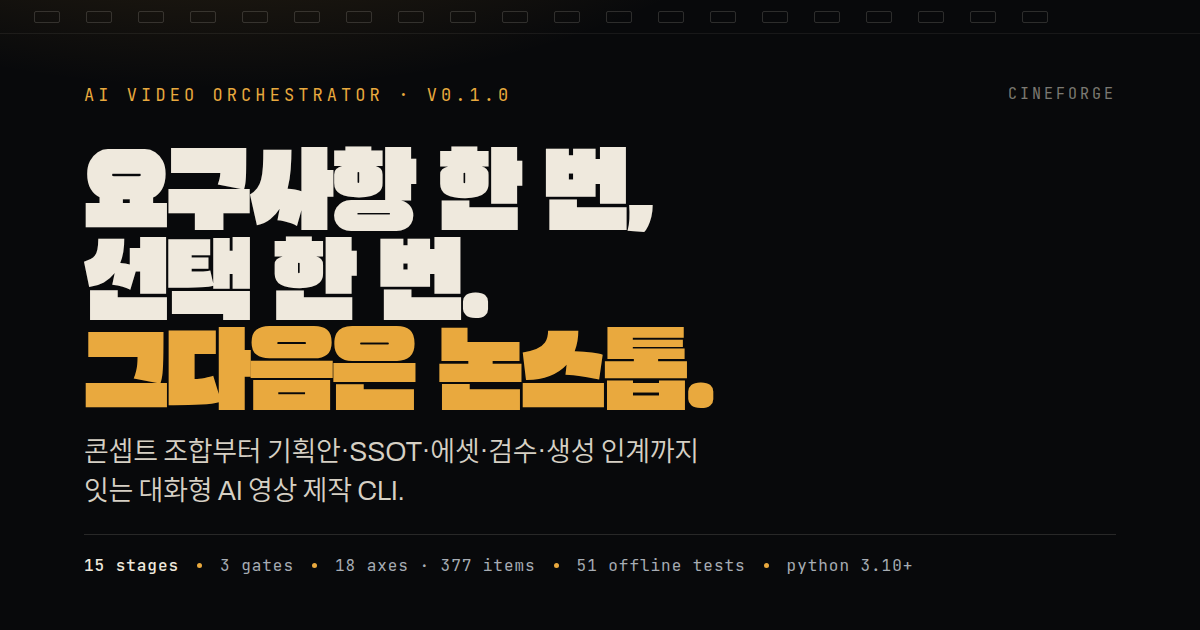 AI VIDEO ORCHESTRATOR · V0.1.0
CINEFORGE
요구사항 한 번,
선택 한 번.
그다음은 논스톱.
콘셉트 조합부터 기획안·SSOT·에셋·검수·생성 인계까지
잇는 대화형 AI 영상 제작 CLI.
15 stages • 3 gates • 18 axes · 377 items • 51 offline tests • python 3.10+